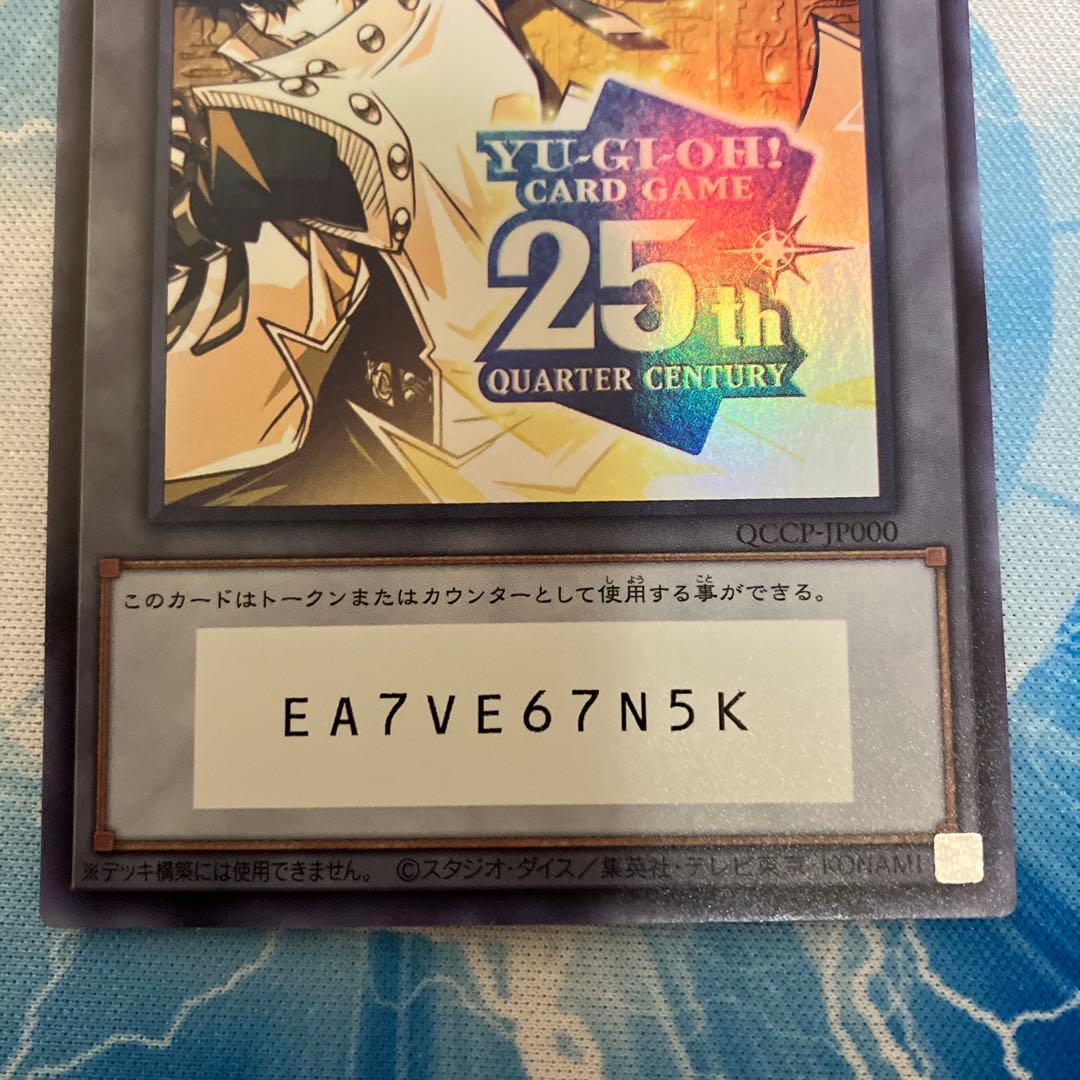 YU-GI-OH!
CARD GAME
25th
QUARTER CENTURY
QCCP-JP000
このカードはトークンまたはカウンターとして使用する事ができる。
EA7VE67N5K
※デッキ構築には使用できません。 ©スタジオ・ダイス／集英社・テレビ東京・KONAMI